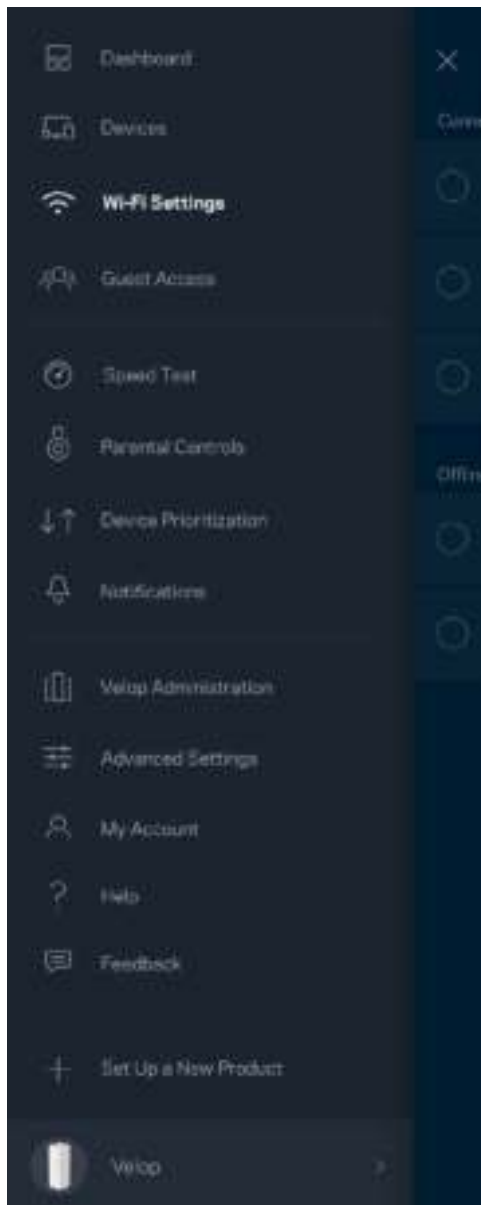 Dashboard
Devices
Wi-Fi Settings
Guest Access
Speed Test
Parental Controls
Device Prioritization
Notifications
Velop Administration
Advanced Settings
My Account
Help
Feedback
Set Up a New Product
Velop